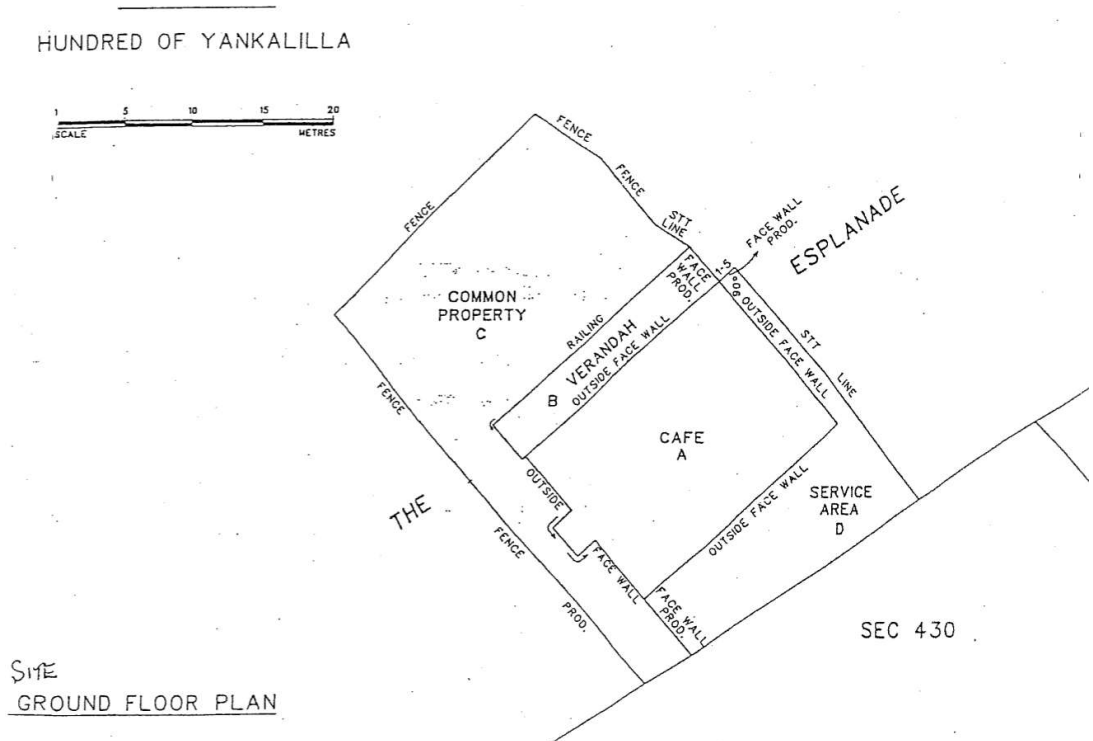 HUNDRED OF YANKALILLA
1 5 10 15 20
SCALE METRES
FENCE
FENCE
FENCE
STT
LINE
FACE WALL
PROD.
ESPLANADE
FACE
WALL
PROD.
1·5
90°
OUTSIDE FACE WALL
STT LINE
COMMON
PROPERTY
C
RAILING
B VERANDAH
OUTSIDE FACE WALL
FENCE
CAFE
A
OUTSIDE
FACE WALL
THE
FENCE
PROD.
OUTSIDE FACE WALL
SERVICE
AREA
D
FACE WALL
PROD.
SEC 430
SITE
GROUND FLOOR PLAN